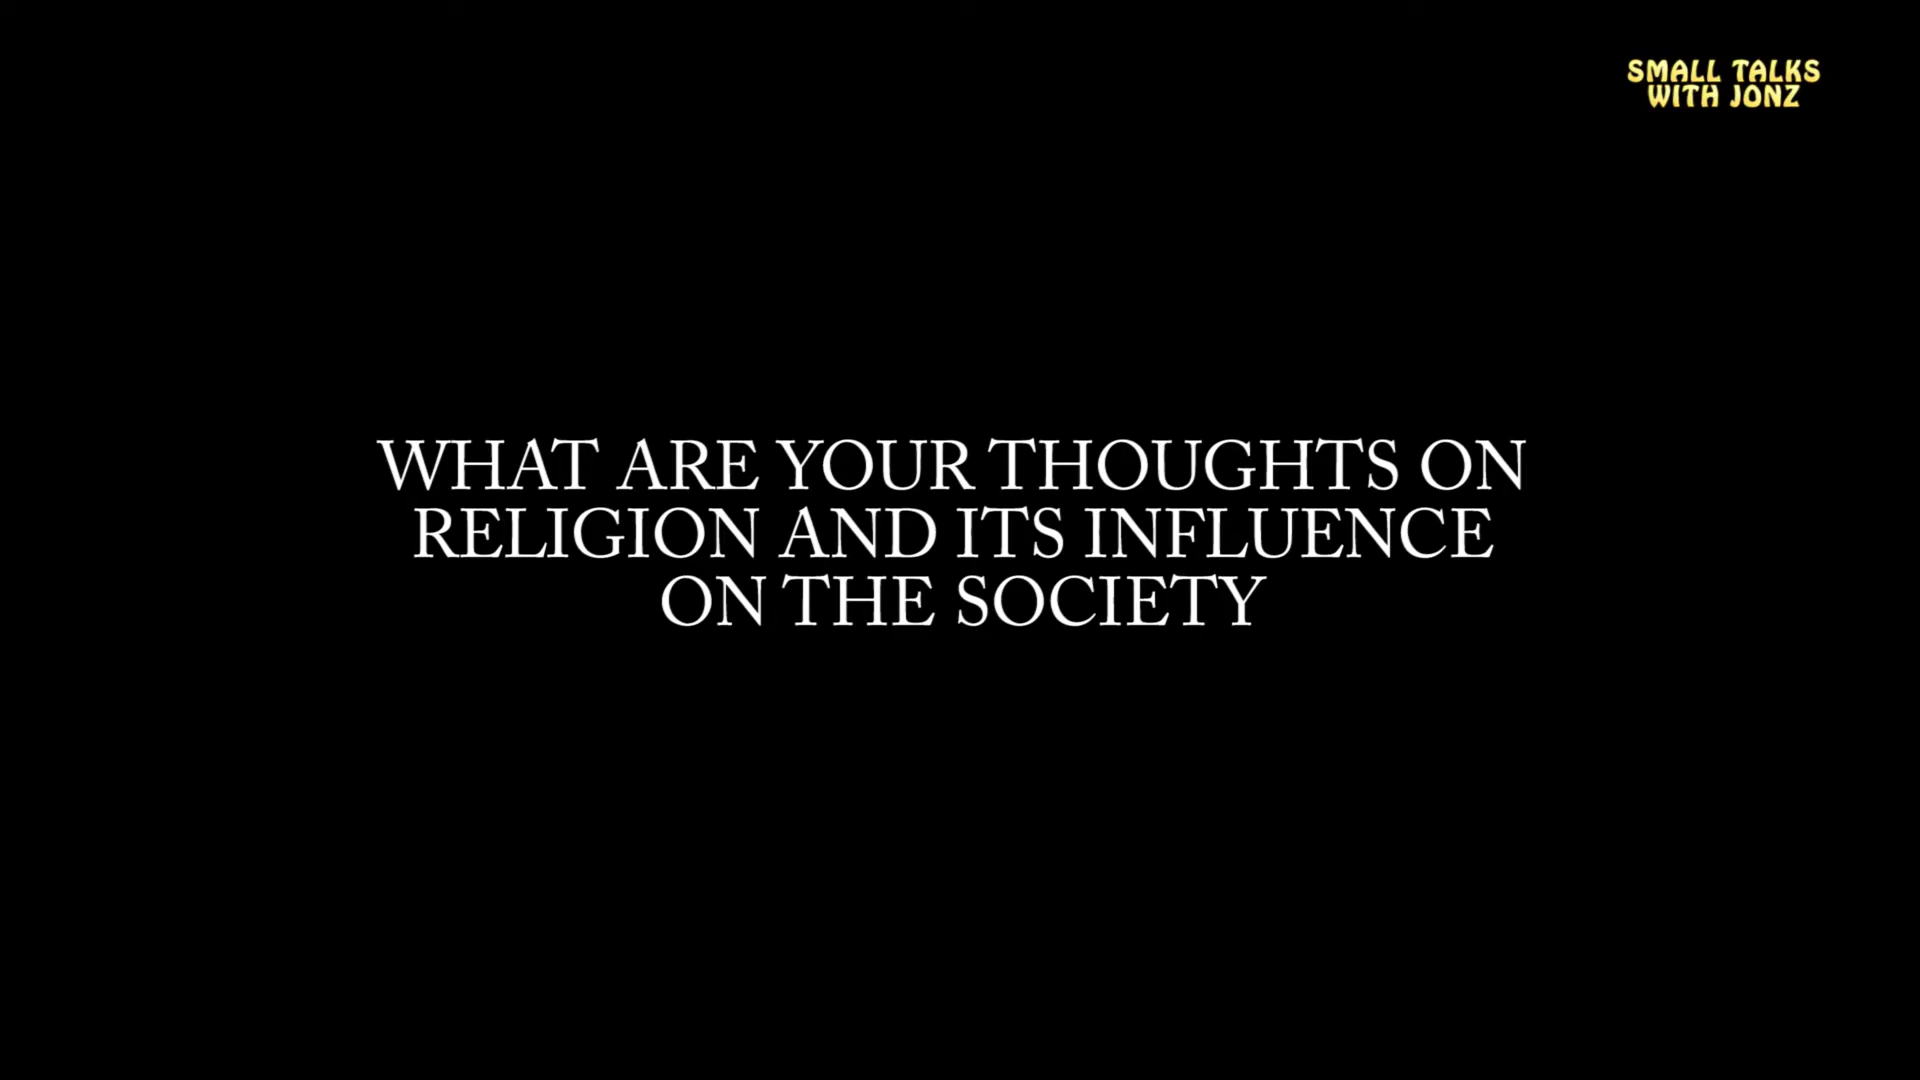 SMALL TALKS
WITH JONZ
WHAT ARE YOUR THOUGHTS ON
RELIGION AND ITS INFLUENCE
ON THE SOCIETY